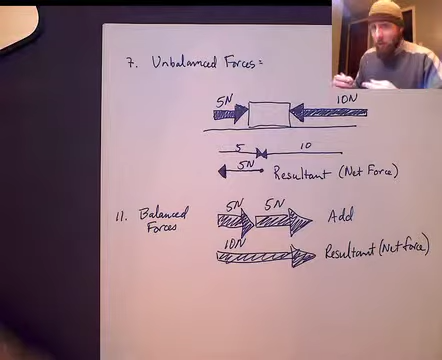 7. Unbalanced Forces=
5N 10N
5 10
5N Resultant (Net Force)
5N 5N
11. Balanced Forces Add
10N
Resultant (Net force)